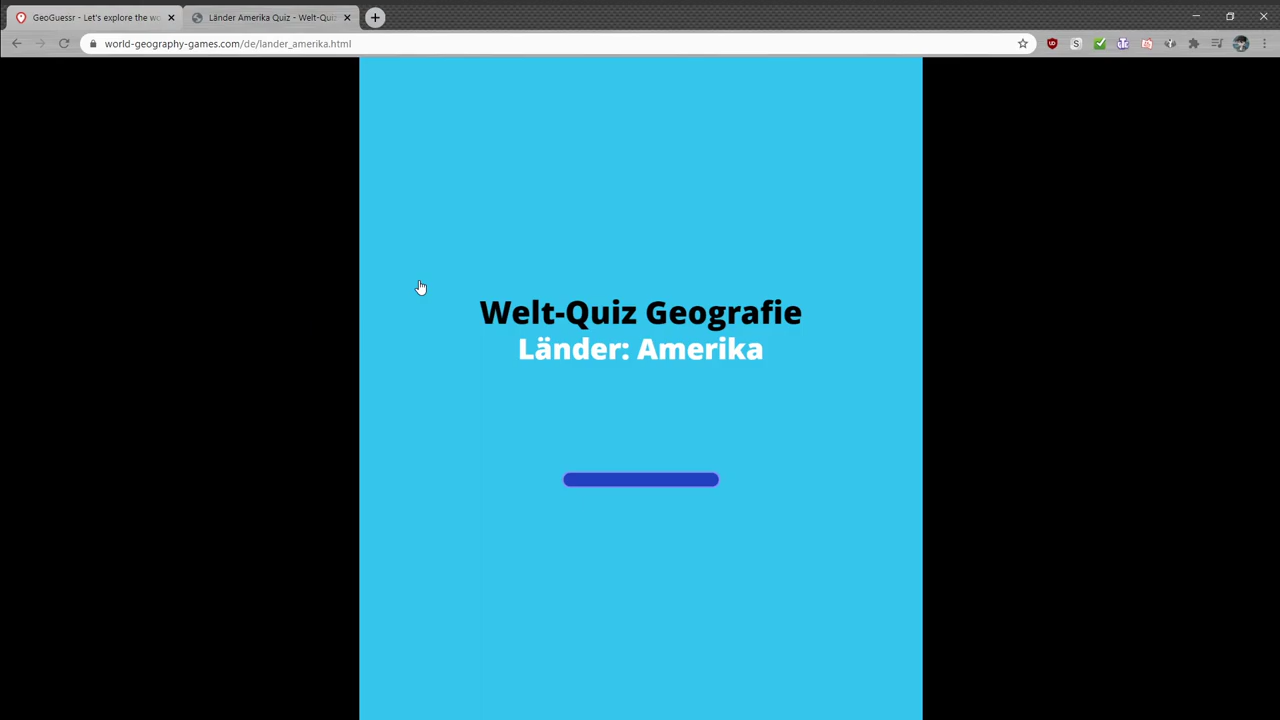 GeoGuessr - Let's explore the wo
Länder Amerika Quiz - Welt-Quiz
world-geography-games.com/de/lander_amerika.html
Welt-Quiz Geografie
Länder: Amerika